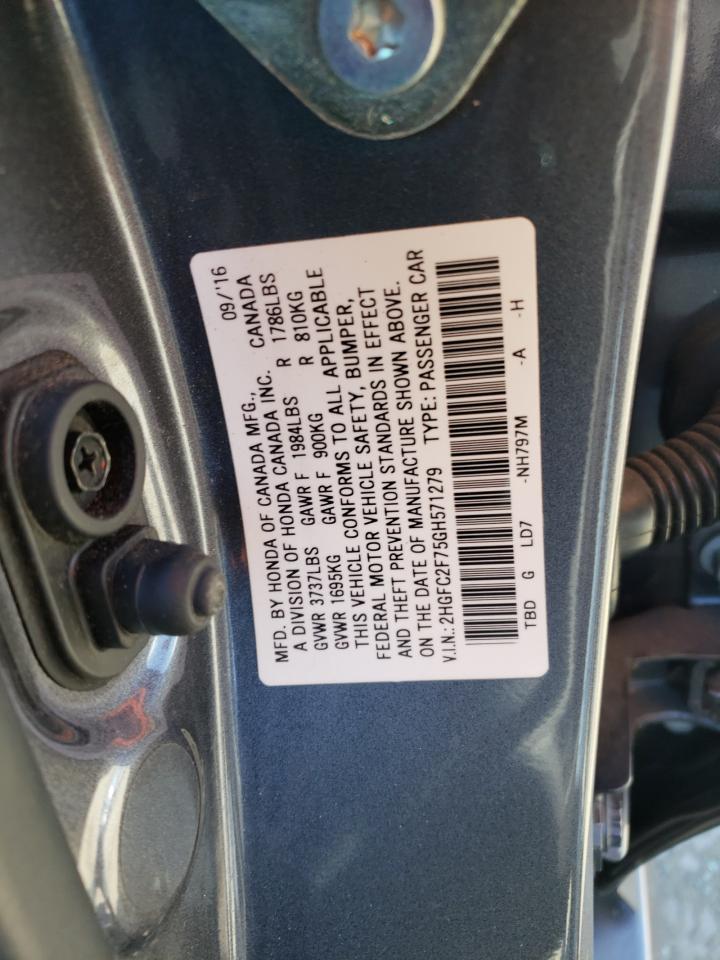 MFD. BY HONDA OF CANADA MFG., 09/'16
A DIVISION OF HONDA CANADA INC. CANADA
GVWR 3737LBS GAWR F 1984LBS R 1786LBS
GVWR 1695KG GAWR F 900KG R 810KG
THIS VEHICLE CONFORMS TO ALL APPLICABLE
FEDERAL MOTOR VEHICLE SAFETY, BUMPER,
AND THEFT PREVENTION STANDARDS IN EFFECT
ON THE DATE OF MANUFACTURE SHOWN ABOVE.
V.I.N.: 2HGFC2F75GH571279 TYPE: PASSENGER CAR
TBD G LD7 -NH797M -A -H